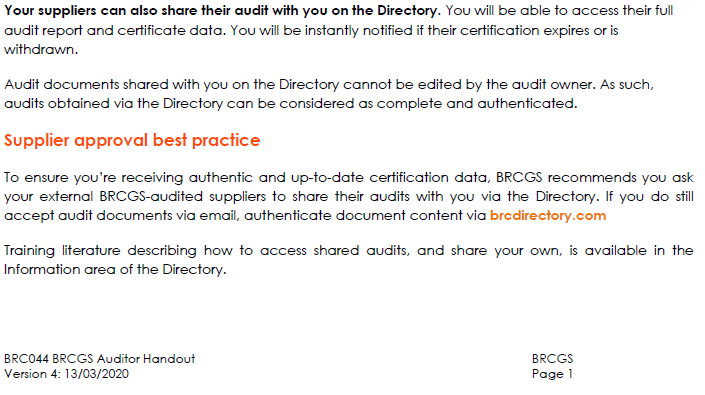 Your suppliers can also share their audit with you on the Directory. You will be able to access their full
audit report and certificate data. You will be instantly notified if their certification expires or is
withdrawn.
Audit documents shared with you on the Directory cannot be edited by the audit owner. As such,
audits obtained via the Directory can be considered as complete and authenticated.
Supplier approval best practice
To ensure you're receiving authentic and up-to-date certification data, BRCGS recommends you ask
your external BRCGS-audited suppliers to share their audits with you via the Directory. If you do still
accept audit documents via email, authenticate document content via brcdirectory.com
Training literature describing how to access shared audits, and share your own, is available in the
Information area of the Directory.
BRC044 BRCGS Auditor Handout
BRCGS
Version 4: 13/03/2020
Page 1